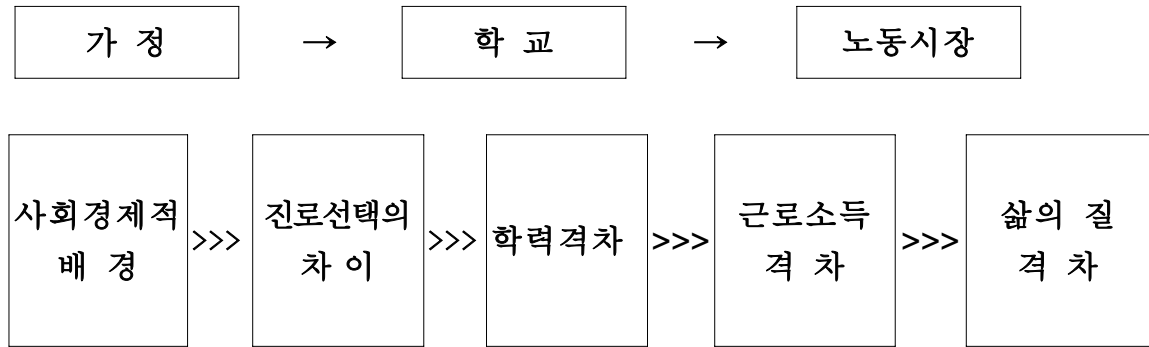 가 정 → 학 교 → 노동시장
사회경제적 배 경 >>> 진로선택의 차 이 >>> 학력격차 >>> 근로소득 격 차 >>> 삶의 질 격 차